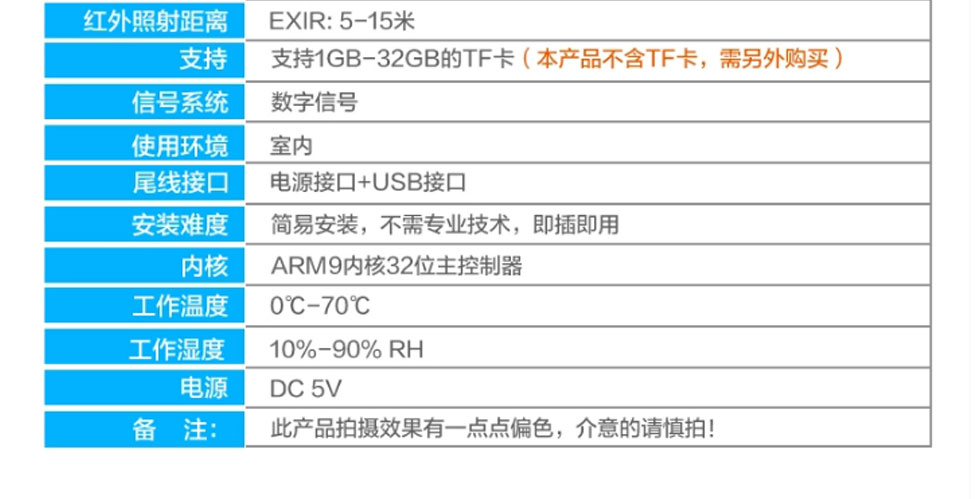 红外照射距离 EXIR: 5-15米
支持 支持1GB-32GB的TF卡（本产品不含TF卡，需另外购买）
信号系统 数字信号
使用环境 室内
尾线接口 电源接口+USB接口
安装难度 简易安装，不需专业技术，即插即用
内核 ARM9内核32位主控制器
工作温度 0℃-70℃
工作湿度 10%-90% RH
电源 DC 5V
备 注: 此产品拍摄效果有一点点偏色，介意的请慎拍!